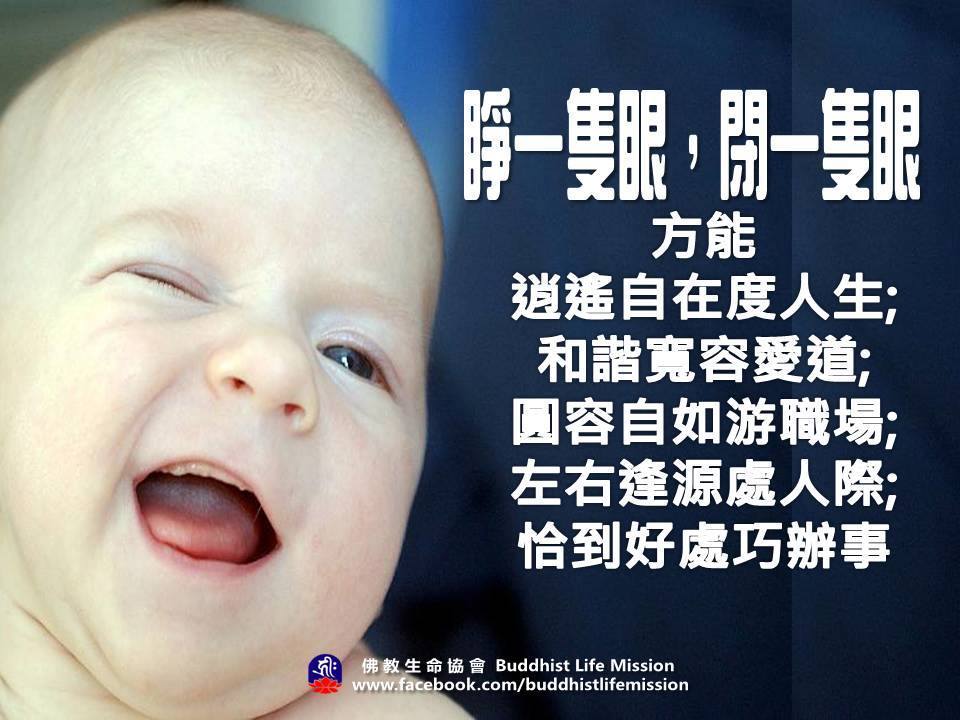 睜一隻眼，閉一隻眼
方能
逍遙自在度人生;
和諧寬容愛道;
圓容自如游職場;
左右逢源處人際;
恰到好處巧辦事
佛教生命協會 Buddhist Life Mission
www.facebook.com/buddhistlifemission